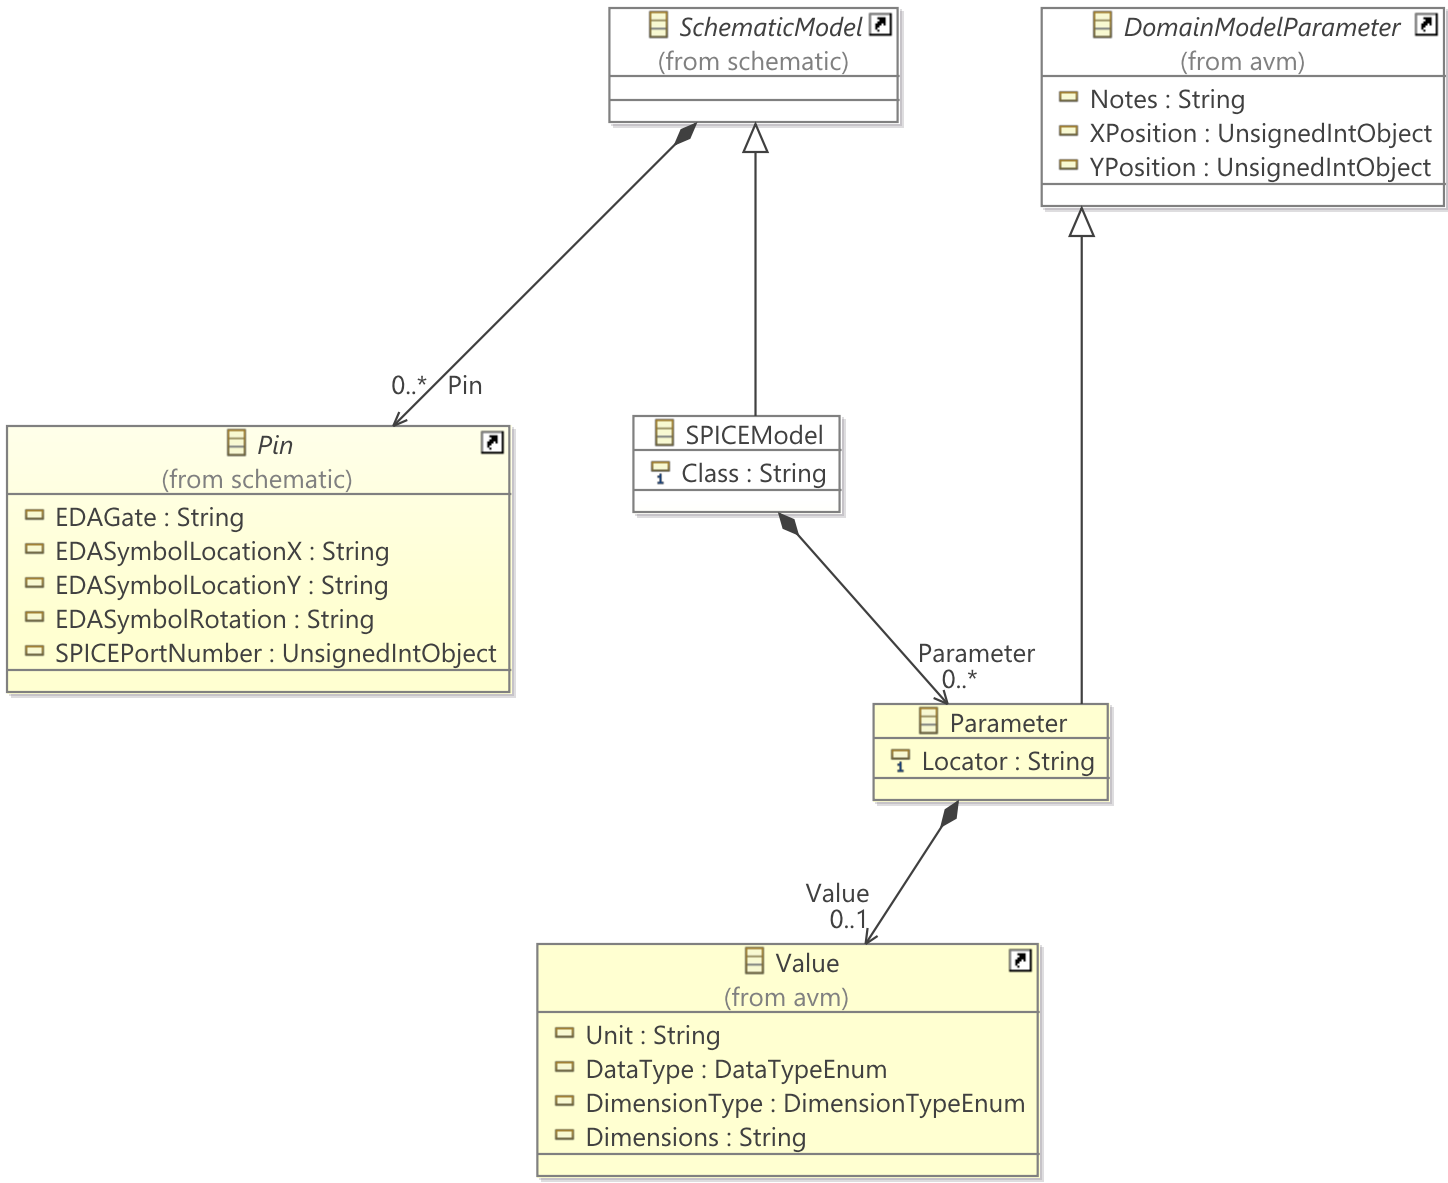 SchematicModel
(from schematic)
DomainModelParameter
(from avm)
Notes : String
XPosition : UnsignedIntObject
YPosition : UnsignedIntObject
0..* Pin
Pin
(from schematic)
EDAGate : String
EDASymbolLocationX : String
EDASymbolLocationY : String
EDASymbolRotation : String
SPICEPortNumber : UnsignedIntObject
SPICEModel
1 Class : String
Parameter
0..*
Parameter
1 Locator : String
Value
0..1
Value
(from avm)
Unit : String
DataType : DataTypeEnum
DimensionType : DimensionTypeEnum
Dimensions : String